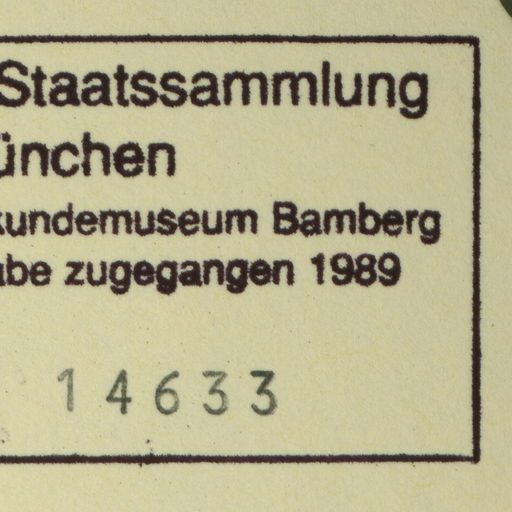 Staatssammlung
ünchen
kundemuseum Bamberg
abe zugegangen 1989
14633